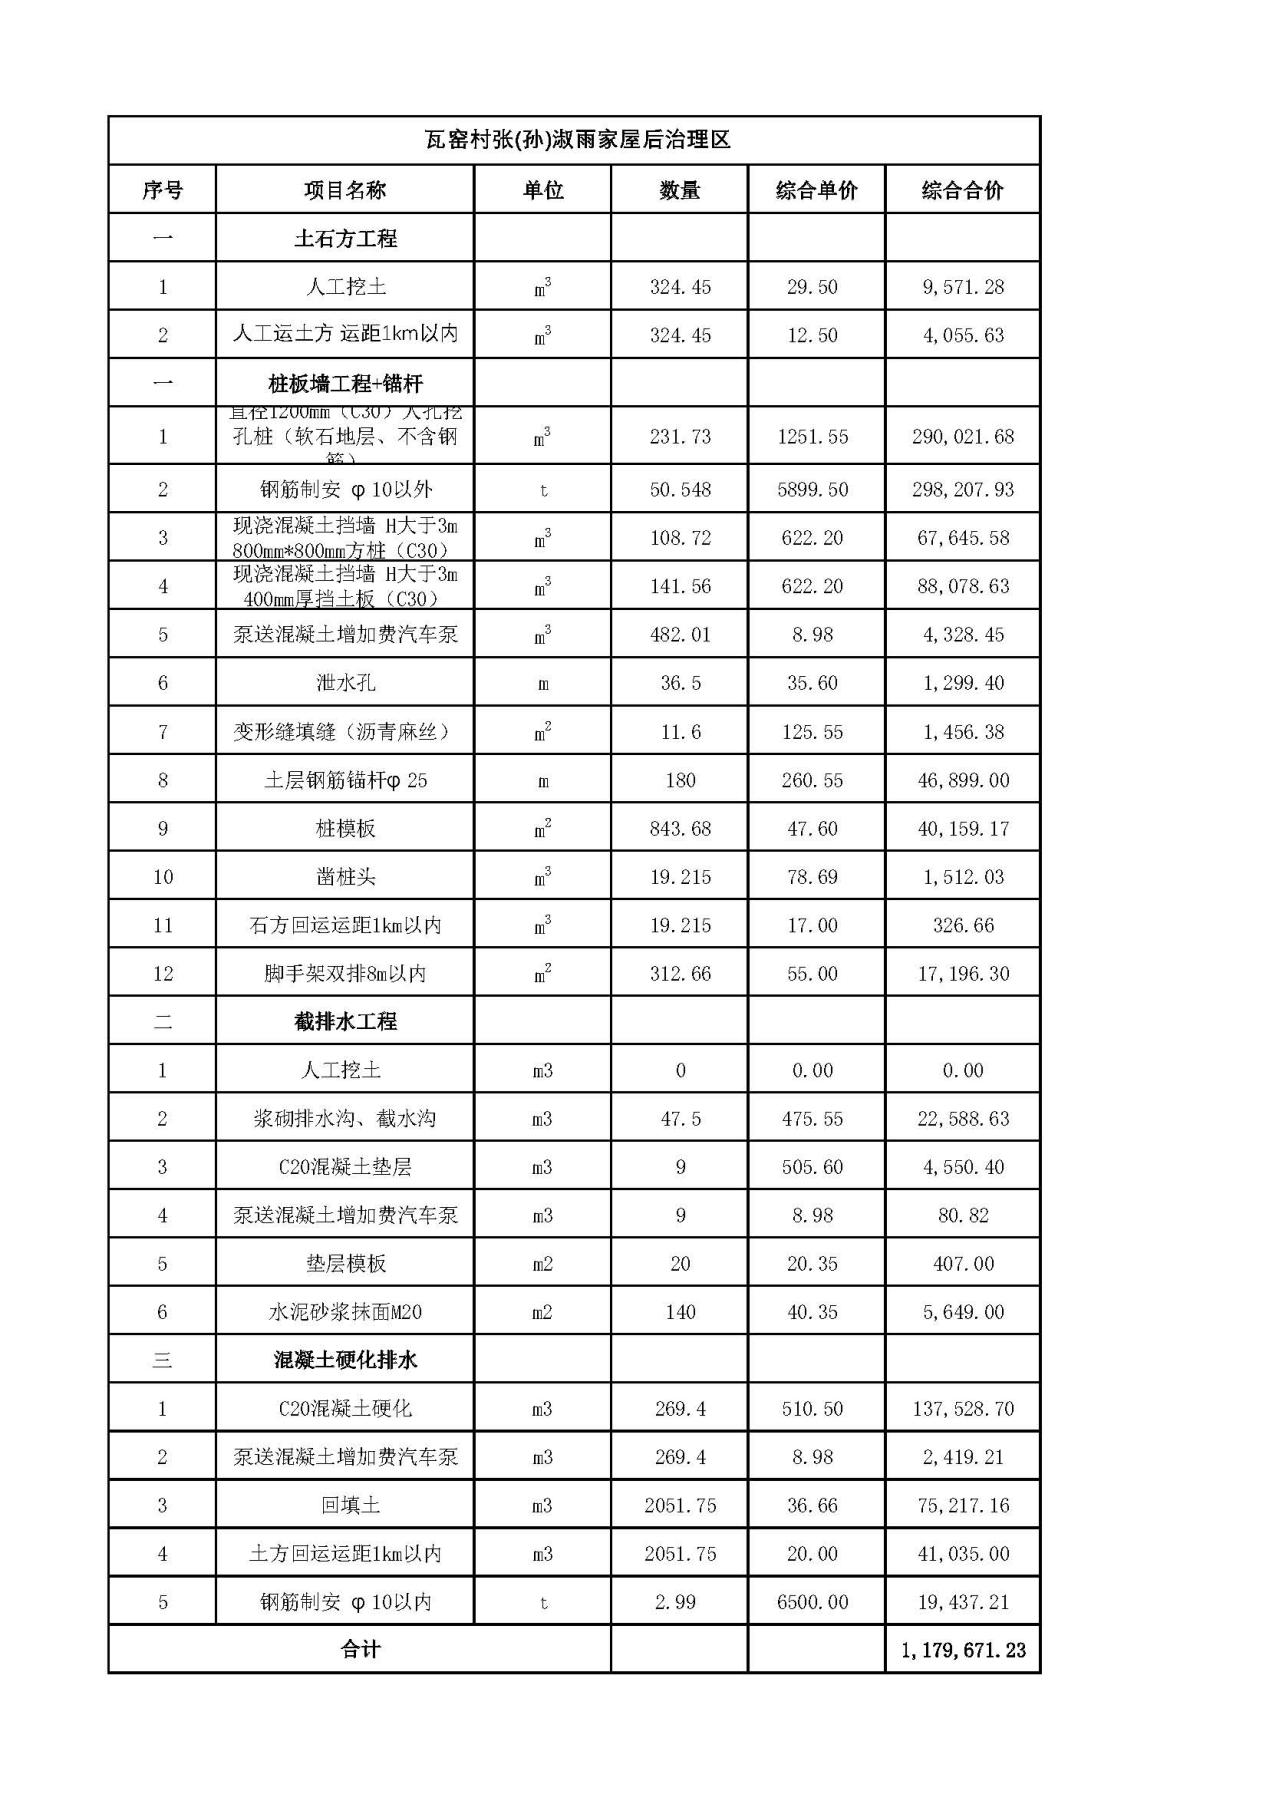 瓦窑村张(孙)淑雨家屋后治理区
序号 项目名称 单位 数量 综合单价 综合合价
一 土石方工程
1 人工挖土 m³ 324.45 29.50 9,571.28
2 人工运土方 运距1km以内 m³ 324.45 12.50 4,055.63
一 桩板墙工程+锚杆
直径1200mm（C30）人孔挖
1 孔桩（软石地层、不含钢 m³ 231.73 1251.55 290,021.68
筋）
2 钢筋制安 φ10以外 t 50.548 5899.50 298,207.93
现浇混凝土挡墙 H大于3m
3 800mm*800mm方桩（C30） m³ 108.72 622.20 67,645.58
现浇混凝土挡墙 H大于3m
4 400mm厚挡土板（C30） m³ 141.56 622.20 88,078.63
5 泵送混凝土增加费汽车泵 m³ 482.01 8.98 4,328.45
6 泄水孔 m 36.5 35.60 1,299.40
7 变形缝填缝（沥青麻丝） m² 11.6 125.55 1,456.38
8 土层钢筋锚杆φ25 m 180 260.55 46,899.00
9 桩模板 m² 843.68 47.60 40,159.17
10 凿桩头 m³ 19.215 78.69 1,512.03
11 石方回运运距1km以内 m³ 19.215 17.00 326.66
12 脚手架双排8m以内 m² 312.66 55.00 17,196.30
二 截排水工程
1 人工挖土 m3 0 0.00 0.00
2 浆砌排水沟、截水沟 m3 47.5 475.55 22,588.63
3 C20混凝土垫层 m3 9 505.60 4,550.40
4 泵送混凝土增加费汽车泵 m3 9 8.98 80.82
5 垫层模板 m2 20 20.35 407.00
6 水泥砂浆抹面M20 m2 140 40.35 5,649.00
三 混凝土硬化排水
1 C20混凝土硬化 m3 269.4 510.50 137,528.70
2 泵送混凝土增加费汽车泵 m3 269.4 8.98 2,419.21
3 回填土 m3 2051.75 36.66 75,217.16
4 土方回运运距1km以内 m3 2051.75 20.00 41,035.00
5 钢筋制安 φ10以内 t 2.99 6500.00 19,437.21
合计 1,179,671.23